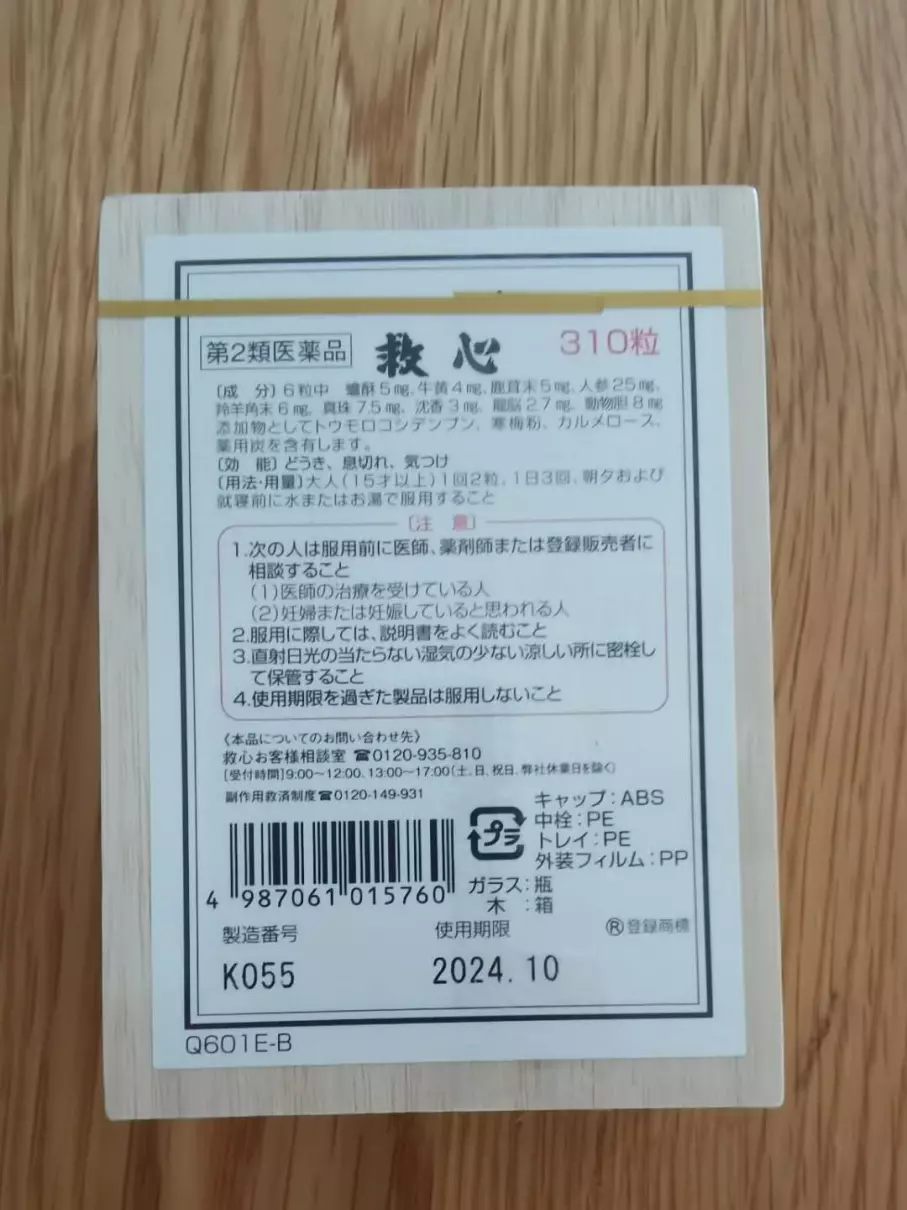 第2類医薬品 救心 310粒
〔成 分〕6粒中 蟾酥5mg、牛黄4mg、鹿茸末5mg、人参25mg、
羚羊角末6mg、真珠7.5mg、沈香3mg、龍脳2.7mg、動物胆8mg
添加物としてトウモロコシデンプン、寒梅粉、カルメロース、
薬用炭を含有します。
〔効 能〕どうき、息切れ、気つけ
〔用法・用量〕大人(15才以上)1回2粒、1日3回、朝夕および
就寝前に水またはお湯で服用すること
〔注 意〕
1.次の人は服用前に医師、薬剤師または登録販売者に
相談すること
(1)医師の治療を受けている人
(2)妊婦または妊娠していると思われる人
2.服用に際しては、説明書をよく読むこと
3.直射日光の当たらない湿気の少ない涼しい所に密栓し
て保管すること
4.使用期限を過ぎた製品は服用しないこと
《本品についてのお問い合わせ先》
救心お客様相談室 ☎0120-935-810
[受付時間]9:00~12:00、13:00~17:00(土、日、祝日、弊社休業日を除く)
副作用救済制度☎0120-149-931
プラ
キャップ:ABS
中栓:PE
トレイ:PE
外装フィルム:PP
ガラス:瓶
木 :箱
4 987061 015760
製造番号 使用期限 Ⓡ登録商標
K055 2024.10
Q601E-B